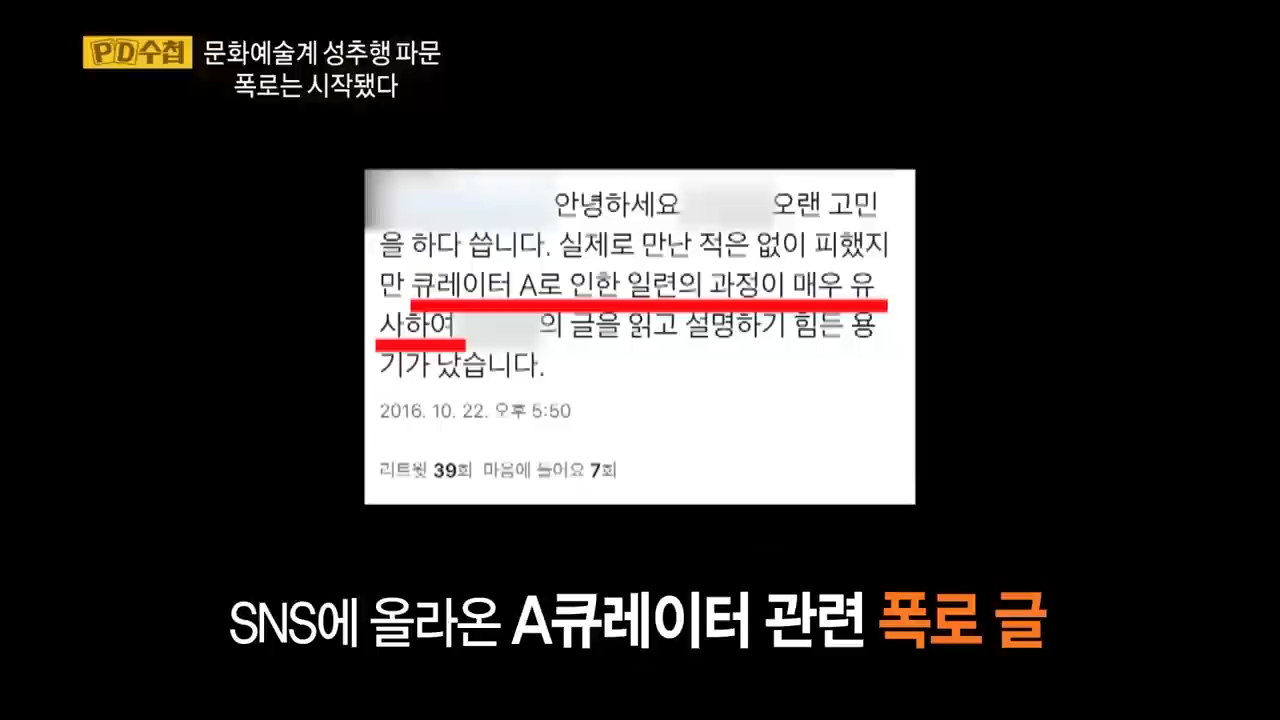 PD수첩 문화예술계 성추행 파문
폭로는 시작됐다
안녕하세요 오랜 고민
을 하다 씁니다. 실제로 만난 적은 없이 피했지
만 큐레이터 A로 인한 일련의 과정이 매우 유
사하여 의 글을 읽고 설명하기 힘든 용
기가 났습니다.
2016. 10. 22. 오후 5:50
리트윗 39회 마음에 들어요 7회
SNS에 올라온 A큐레이터 관련 폭로 글